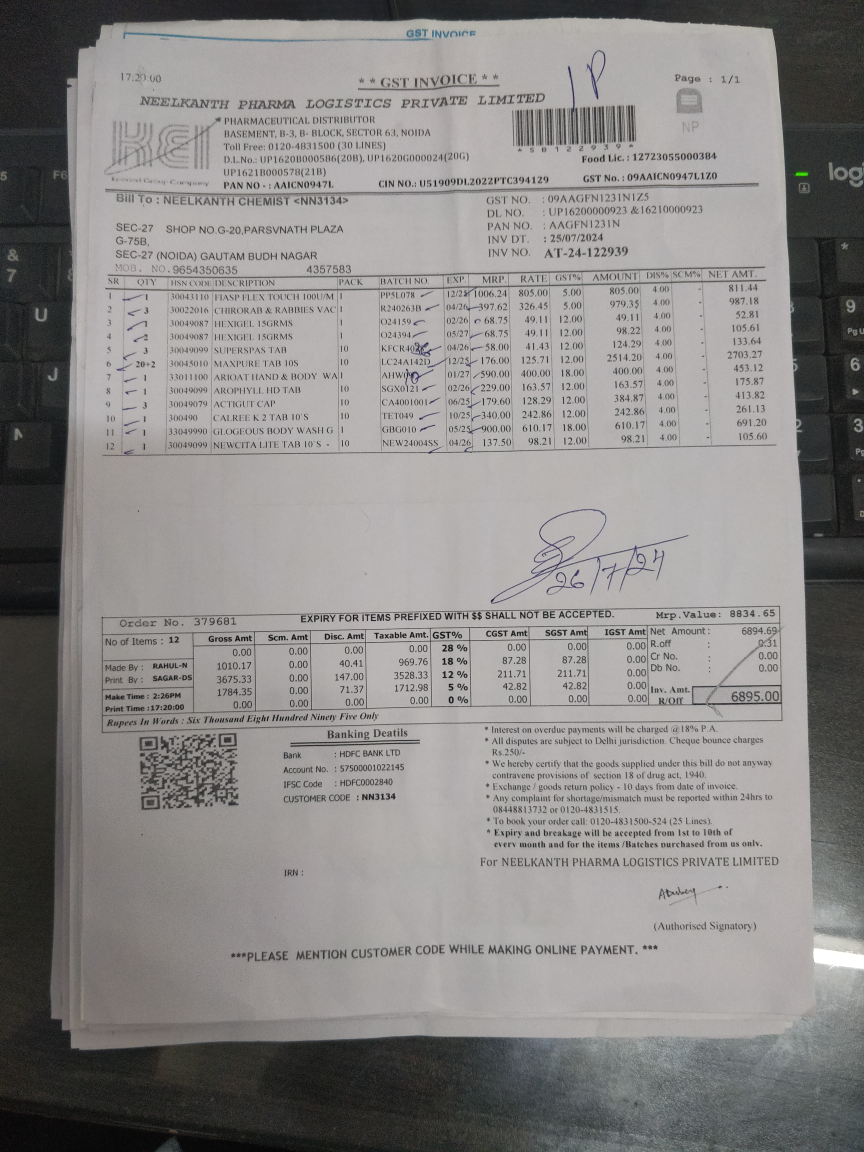 GST INVOICE
17.20.00
* * GST INVOICE * *
1P
Page : 1/1
NEELKANTH PHARMA LOGISTICS PRIVATE LIMITED
NP
KEI
PHARMACEUTICAL DISTRIBUTOR
BASEMENT, B-3, B- BLOCK, SECTOR 63, NOIDA
Toll Free: 0120-4831500 (30 LINES)
D.L.No.: UP1620B000586(20B), UP1620G000024(20G)
UP1621B000578(21B)
*SB122939*
Food Lic. : 12723055000384
Group Company
PAN NO - : AAICN0947L CIN NO.: U51909DL2022PTC394129 GST No. : 09AAICN0947L1Z0
Bill To : NEELKANTH CHEMIST <NN3134>
SEC-27 SHOP NO.G-20,PARSVNATH PLAZA
G-75B,
SEC-27 (NOIDA) GAUTAM BUDH NAGAR
MOB. NO.9654350635 4357583
GST NO. : 09AAGFN1231N1Z5
DL NO. : UP16200000923 &16210000923
PAN NO. : AAGFN1231N
INV DT. : 25/07/2024
INV NO. AT-24-122939
SR QTY HSN CODE DESCRIPTION PACK BATCH NO. EXP. MRP. RATE GST% AMOUNT DIS% SCM% NET AMT.
1 1 30043110 FIASP FLEX TOUCH 100U/M 1 PP5L078 12/25 1006.24 805.00 5.00 805.00 4.00 - 811.44
2 3 30022016 CHIRORAB & RABBIES VAC 1 R240263B 04/26 397.62 326.45 5.00 979.35 4.00 - 987.18
3 1 30049087 HEXIGEL 15GRMS 1 O24159 02/26 68.75 49.11 12.00 49.11 4.00 - 52.81
4 2 30049087 HEXIGEL 15GRMS 1 O24394 05/27 68.75 49.11 12.00 98.22 4.00 - 105.61
5 3 30049099 SUPERSPAS TAB 10 04/26 58.00 41.43 12.00 124.29 4.00 - 133.64
6 20+2 30045010 MAXPURE TAB 10S 10 LC24A142D 12/25 176.00 125.71 12.00 2514.20 4.00 - 2703.27
7 1 33011100 ARIOAT HAND & BODY WA 1 01/27 590.00 400.00 18.00 400.00 4.00 - 453.12
8 1 30049099 AROPHYLL HD TAB 10 SGX0121 02/26 229.00 163.57 12.00 163.57 4.00 - 175.87
9 3 30049079 ACTIGUT CAP 10 CA4001001 06/25 179.60 128.29 12.00 384.87 4.00 - 413.82
10 1 300490 CALREE K 2 TAB 10'S 10 TET049 10/25 340.00 242.86 12.00 242.86 4.00 - 261.13
11 1 33049990 GLOGEOUS BODY WASH G 1 GBG010 05/25 900.00 610.17 18.00 610.17 4.00 - 691.20
12 1 30049099 NEWCITA LITE TAB 10'S - 10 NEW24004SS 04/26 137.50 98.21 12.00 98.21 4.00 - 105.60
26/7/24
Order No. 379681 EXPIRY FOR ITEMS PREFIXED WITH $$ SHALL NOT BE ACCEPTED. Mrp.Value: 8834.65
No of Items : 12
Made By : RAHUL-N
Print By : SAGAR-DS
Make Time : 2:26PM
Print Time :17:20:00
Gross Amt Scm. Amt Disc. Amt Taxable Amt. GST% CGST Amt SGST Amt IGST Amt
0.00 0.00 0.00 0.00 28 % 0.00 0.00 0.00
1010.17 0.00 40.41 969.76 18 % 87.28 87.28 0.00
3675.33 0.00 147.00 3528.33 12 % 211.71 211.71 0.00
1784.35 0.00 71.37 1712.98 5 % 42.82 42.82 0.00
0.00 0.00 0.00 0.00 0 % 0.00 0.00 0.00
Net Amount : 6894.69
R.off : 0.31
Cr No. : 0.00
Db No. : 0.00
Inv. Amt.
R/Off 6895.00
Rupees In Words : Six Thousand Eight Hundred Ninety Five Only
Banking Deatils
Bank : HDFC BANK LTD
Account No. : 57500001022145
IFSC Code : HDFC0002840
CUSTOMER CODE : NN3134
* Interest on overdue payments will be charged @18% P.A.
* All disputes are subject to Delhi jurisdiction. Cheque bounce charges
Rs.250/-
* We hereby certify that the goods supplied under this bill do not anyway
contravene provisions of section 18 of drug act, 1940.
* Exchange / goods return policy - 10 days from date of invoice.
* Any complaint for shortage/mismatch must be reported within 24hrs to
08448813732 or 0120-4831515.
* To book your order call: 0120-4831500-524 (25 Lines).
* Expiry and breakage will be accepted from 1st to 10th of
every month and for the items /Batches purchased from us only.
For NEELKANTH PHARMA LOGISTICS PRIVATE LIMITED
IRN :
(Authorised Signatory)
***PLEASE MENTION CUSTOMER CODE WHILE MAKING ONLINE PAYMENT. ***